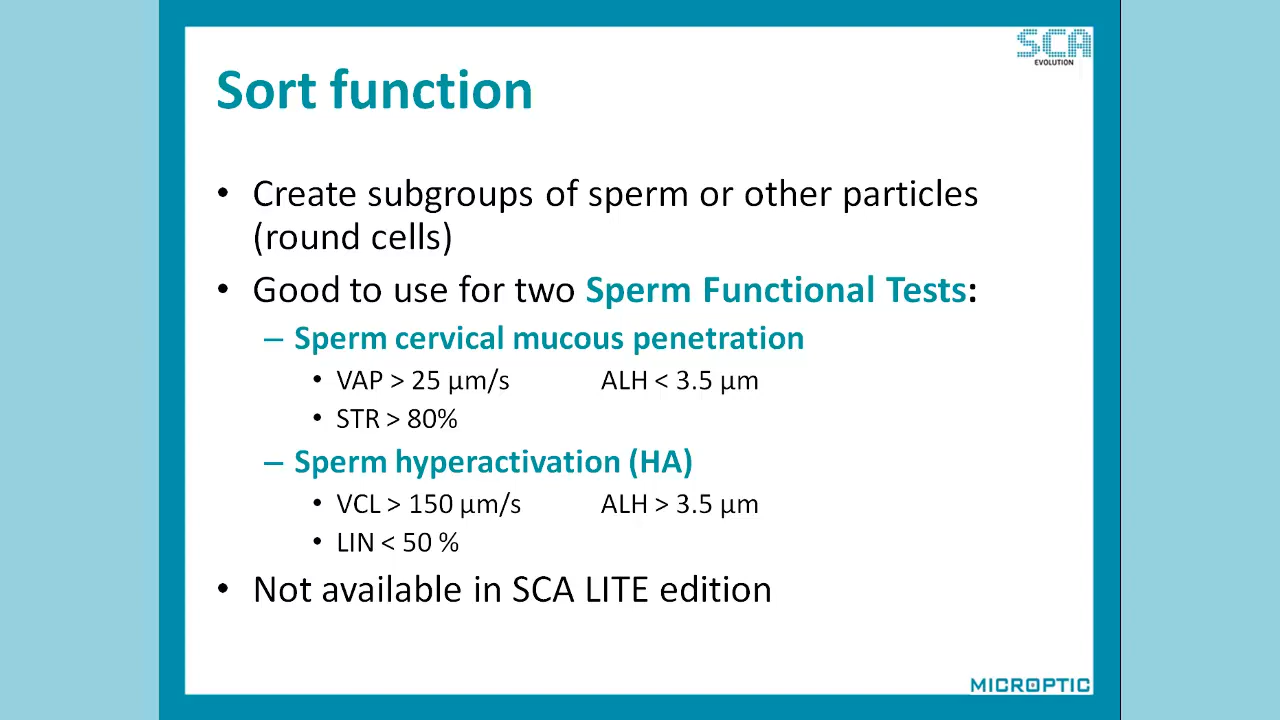 SCA
EVOLUTION
Sort function
• Create subgroups of sperm or other particles
(round cells)
• Good to use for two Sperm Functional Tests:
– Sperm cervical mucous penetration
• VAP > 25 µm/s ALH < 3.5 µm
• STR > 80%
– Sperm hyperactivation (HA)
• VCL > 150 µm/s ALH > 3.5 µm
• LIN < 50 %
• Not available in SCA LITE edition
MICROPTIC